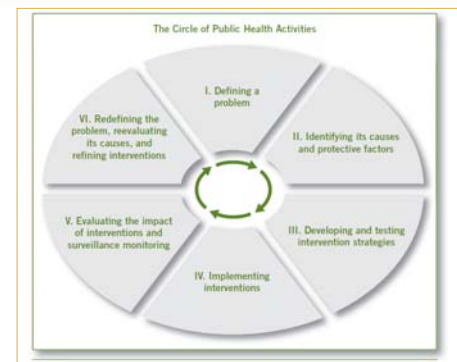 The Circle of Public Health Activities
I. Defining a
problem
II. Identifying its causes
and protective factors
III. Developing and testing
intervention strategies
IV. Implementing
interventions
V. Evaluating the impact
of interventions and
surveillance monitoring
VI. Redefining the
problem, reevaluating
its causes, and
refining interventions